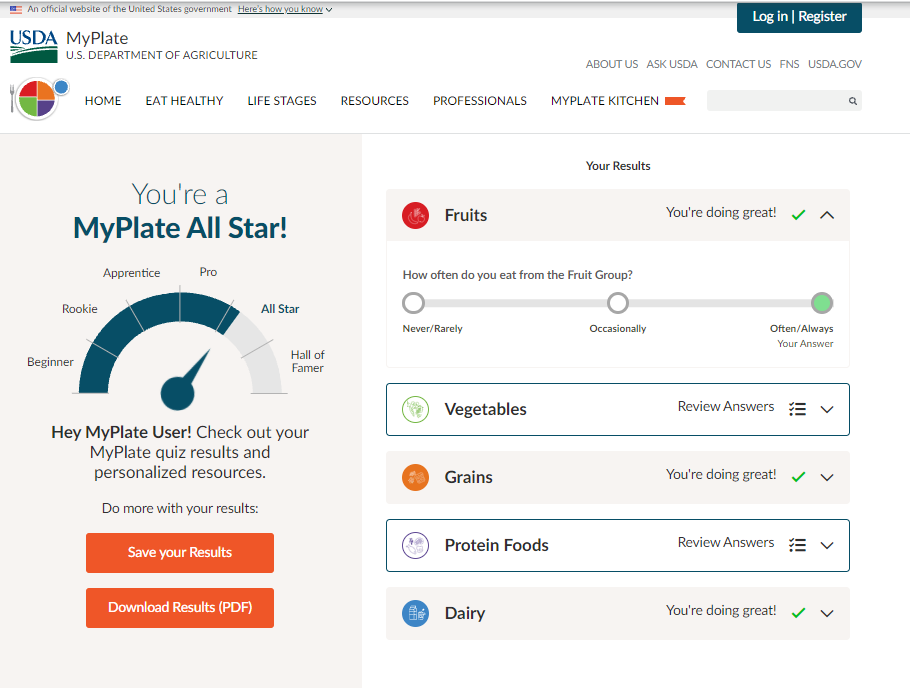 An official website of the United States government Here's how you know
Log in | Register
USDA MyPlate
U.S. DEPARTMENT OF AGRICULTURE
ABOUT US ASK USDA CONTACT US FNS USDA.GOV
HOME EAT HEALTHY LIFE STAGES RESOURCES PROFESSIONALS MYPLATE KITCHEN
You're a
MyPlate All Star!
Beginner
Rookie
Apprentice
Pro
All Star
Hall of
Famer
Hey MyPlate User! Check out your
MyPlate quiz results and
personalized resources.
Do more with your results:
Save your Results
Download Results (PDF)
Your Results
Fruits You're doing great!
How often do you eat from the Fruit Group?
Never/Rarely Occasionally Often/Always
Your Answer
Vegetables Review Answers
Grains You're doing great!
Protein Foods Review Answers
Dairy You're doing great!